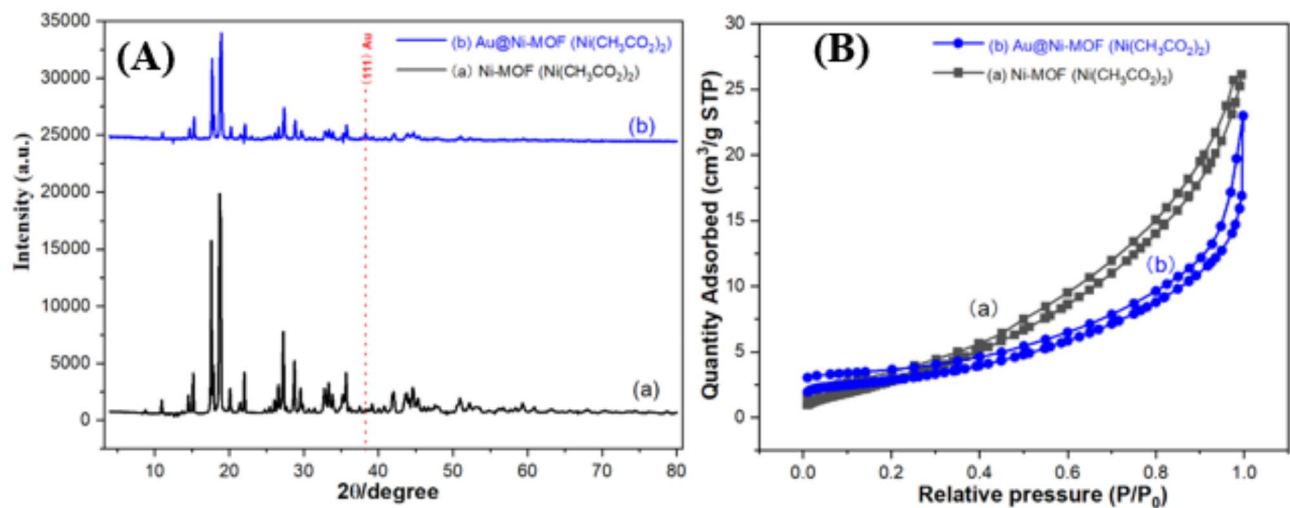 (A)
(b) Au@Ni-MOF (Ni(CH₃CO₂)₂)
(a) Ni-MOF (Ni(CH₃CO₂)₂)
(111) Au
(b)
(a)
Intensity (a.u.)
35000
30000
25000
20000
15000
10000
5000
0
10 20 30 40 50 60 70 80
2θ/degree
(B)
(b) Au@Ni-MOF (Ni(CH₃CO₂)₂)
(a) Ni-MOF (Ni(CH₃CO₂)₂)
(a)
(b)
Quantity Adsorbed (cm³/g STP)
30
25
20
15
10
5
0
0.0 0.2 0.4 0.6 0.8 1.0
Relative pressure (P/P₀)